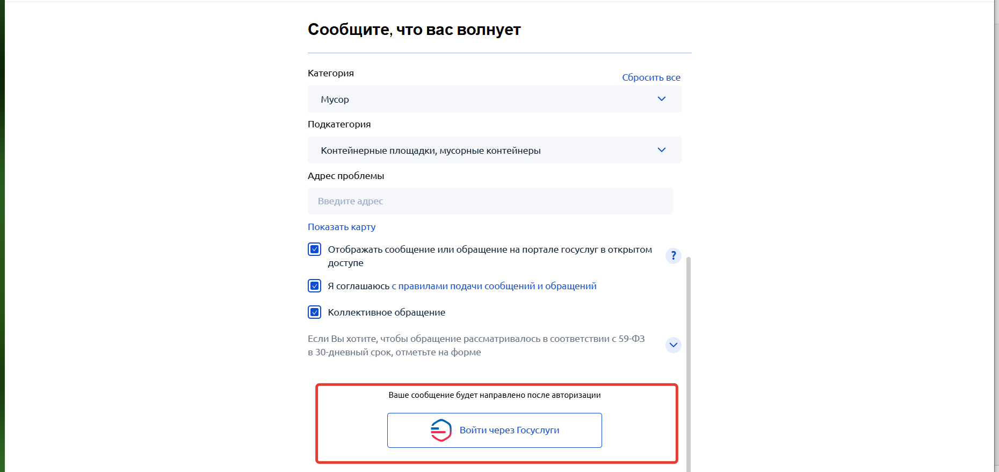 Сообщите, что вас волнует
Категория
Сбросить все
Мусор
Подкатегория
Контейнерные площадки, мусорные контейнеры
Адрес проблемы
Введите адрес
Показать карту
Отображать сообщение или обращение на портале госуслуг в открытом
доступе
?
Я соглашаюсь с правилами подачи сообщений и обращений
Коллективное обращение
Если Вы хотите, чтобы обращение рассматривалось в соответствии с 59-ФЗ
в 30-дневный срок, отметьте на форме
Ваше сообщение будет направлено после авторизации
Войти через Госуслуги